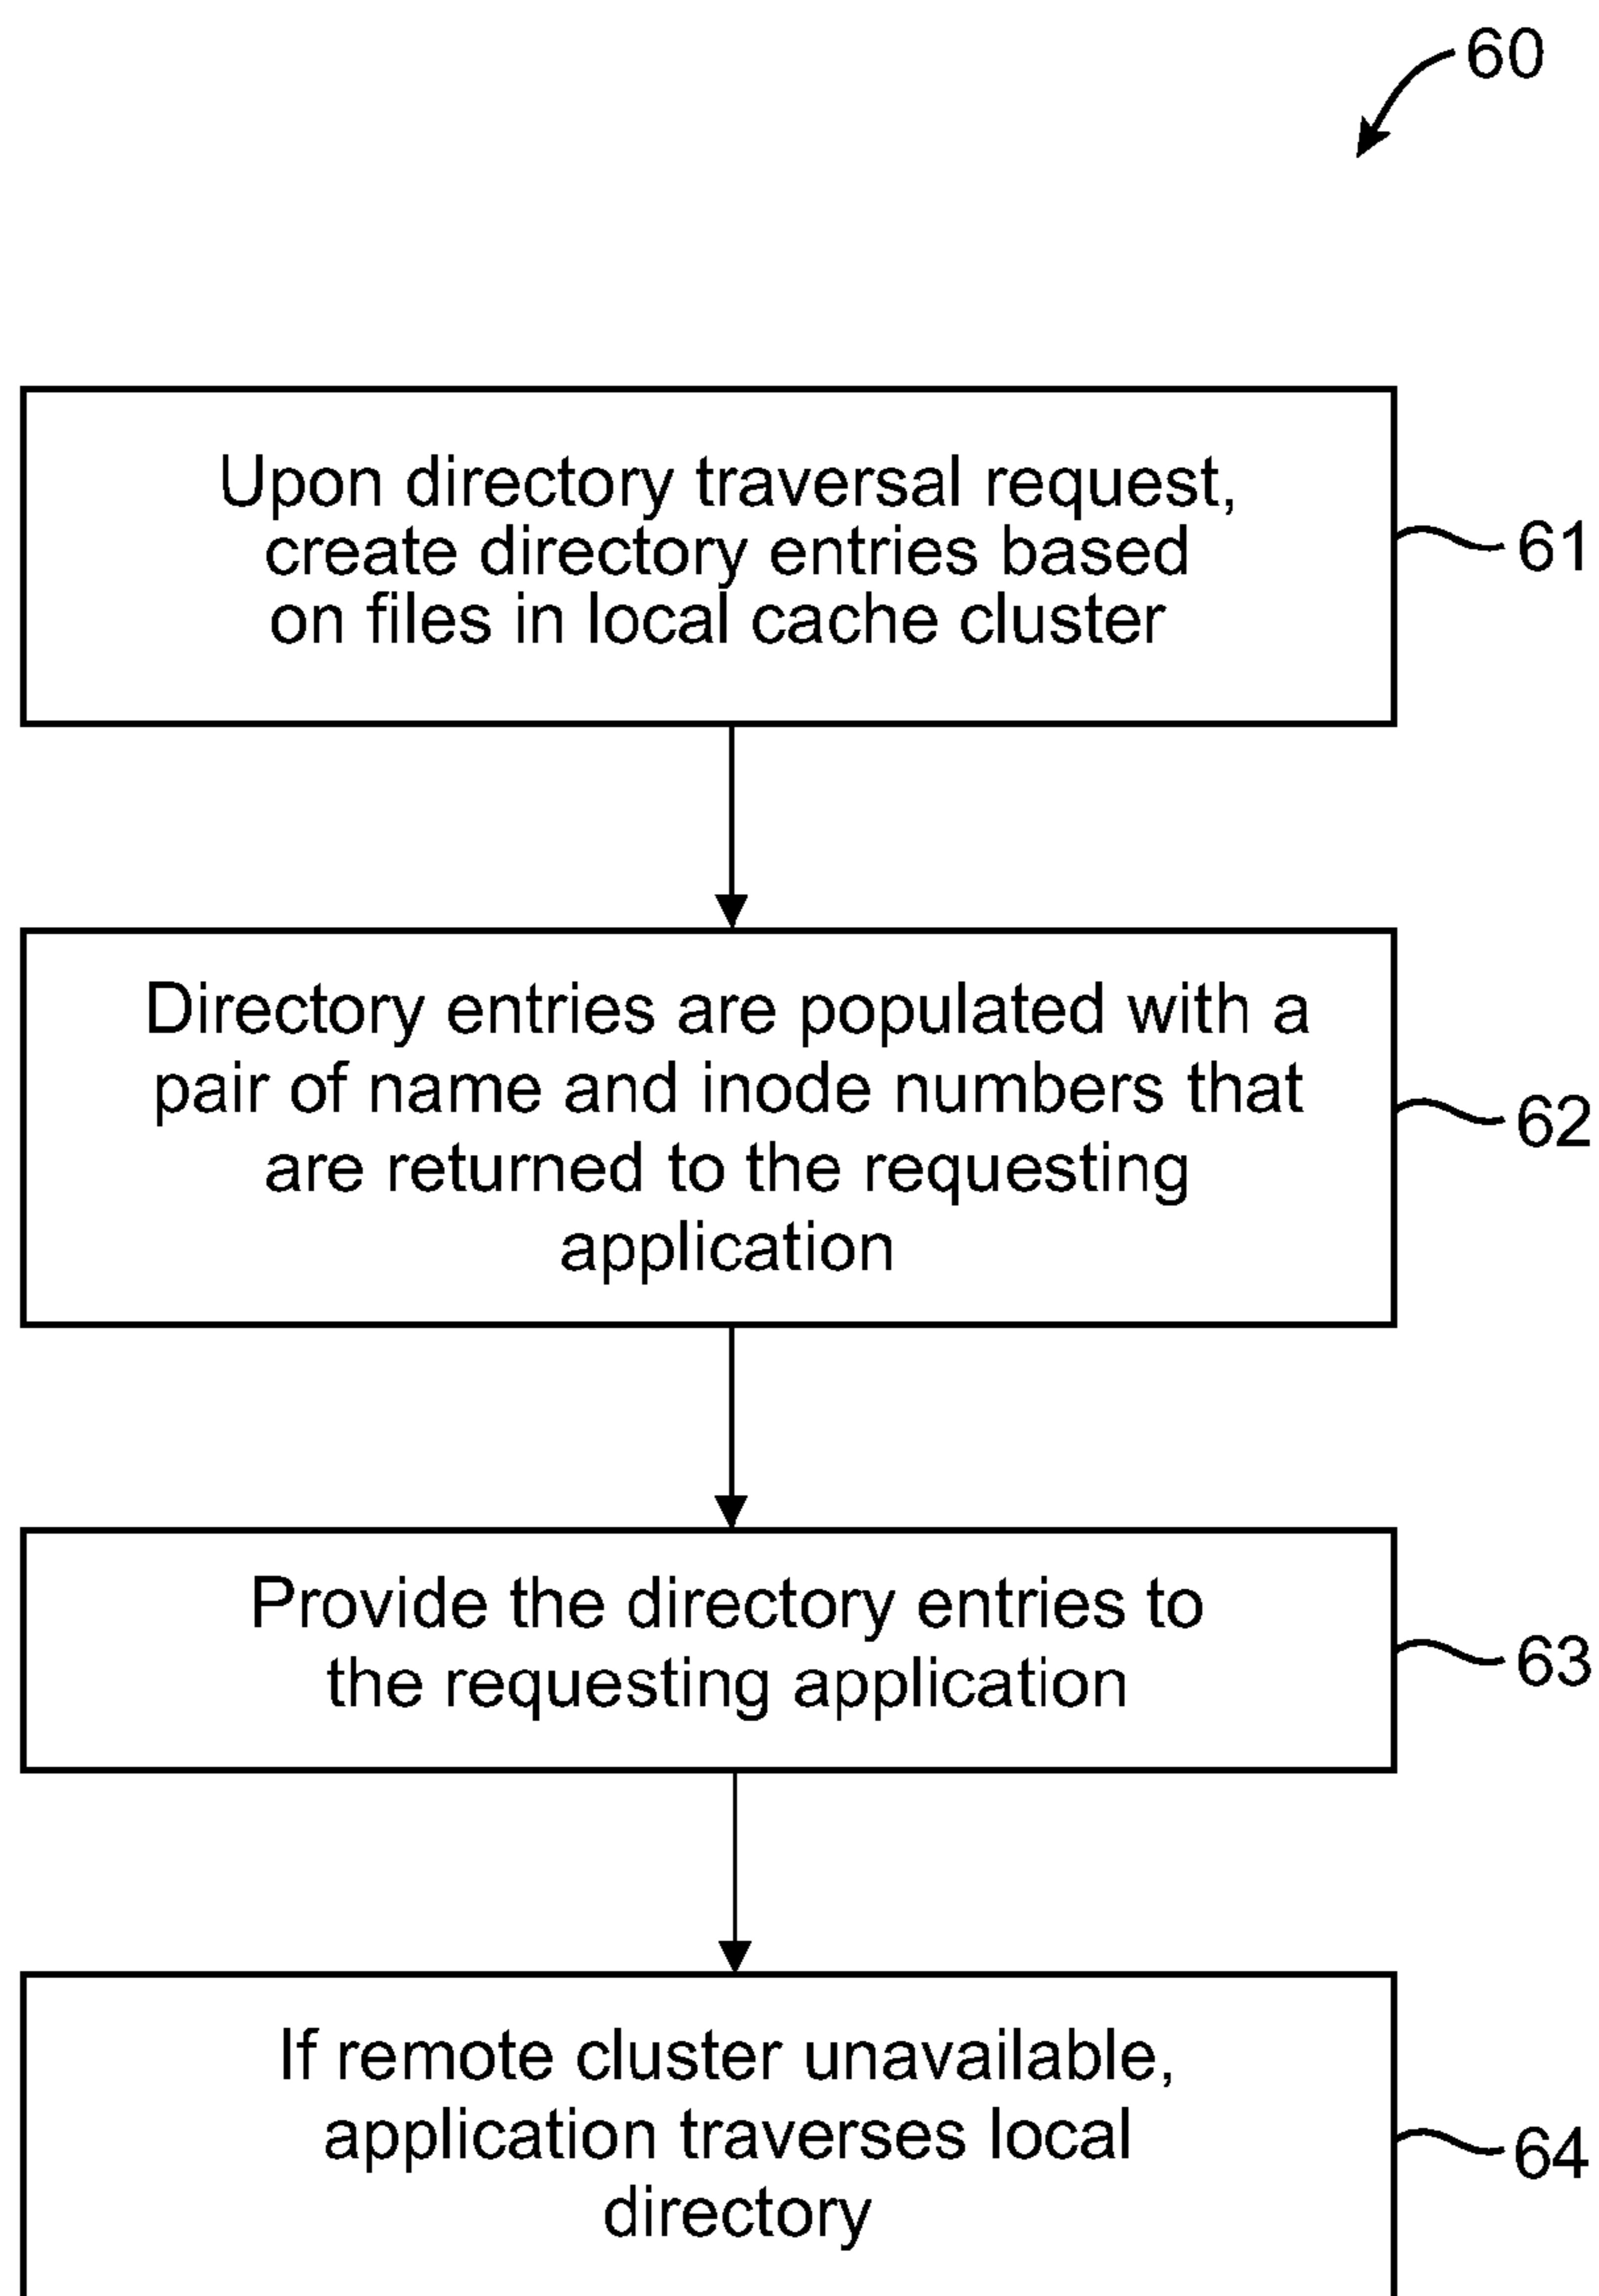 60
Upon directory traversal request,
create directory entries based
on files in local cache cluster
61
Directory entries are populated with a
pair of name and inode numbers that
are returned to the requesting
application
62
Provide the directory entries to
the requesting application
63
If remote cluster unavailable,
application traverses local
directory
64